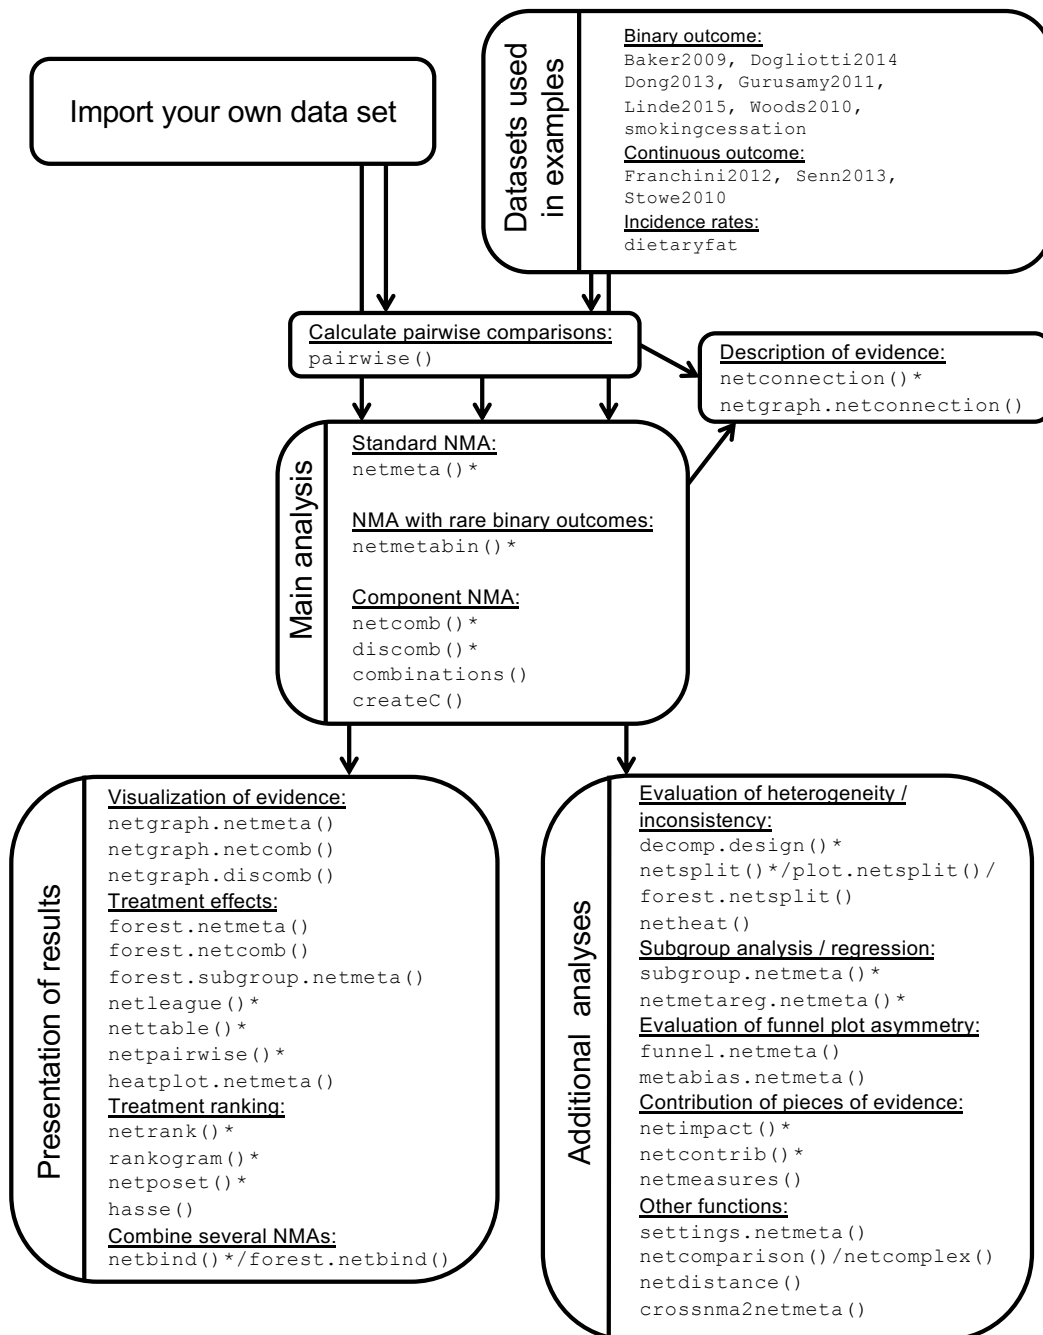 Import your own data set
Datasets used
in examples
Binary outcome:
Baker2009, Dogliotti2014
Dong2013, Gurusamy2011,
Linde2015, Woods2010,
smokingcessation
Continuous outcome:
Franchini2012, Senn2013,
Stowe2010
Incidence rates:
dietaryfat
Calculate pairwise comparisons:
pairwise()
Description of evidence:
netconnection()*
netgraph.netconnection()
Main analysis
Standard NMA:
netmeta()*
NMA with rare binary outcomes:
netmetabin()*
Component NMA:
netcomb()*
discomb()*
combinations()
createC()
Presentation of results
Visualization of evidence:
netgraph.netmeta()
netgraph.netcomb()
netgraph.discomb()
Treatment effects:
forest.netmeta()
forest.netcomb()
forest.subgroup.netmeta()
netleague()*
nettable()*
netpairwise()*
heatplot.netmeta()
Treatment ranking:
netrank()*
rankogram()*
netposet()*
hasse()
Combine several NMAs:
netbind()*/forest.netbind()
Additional analyses
Evaluation of heterogeneity /
inconsistency:
decomp.design()*
netsplit()*/plot.netsplit()/
forest.netsplit()
netheat()
Subgroup analysis / regression:
subgroup.netmeta()*
netmetareg.netmeta()*
Evaluation of funnel plot asymmetry:
funnel.netmeta()
metabias.netmeta()
Contribution of pieces of evidence:
netimpact()*
netcontrib()*
netmeasures()
Other functions:
settings.netmeta()
netcomparison()/netcomplex()
netdistance()
crossnma2netmeta()